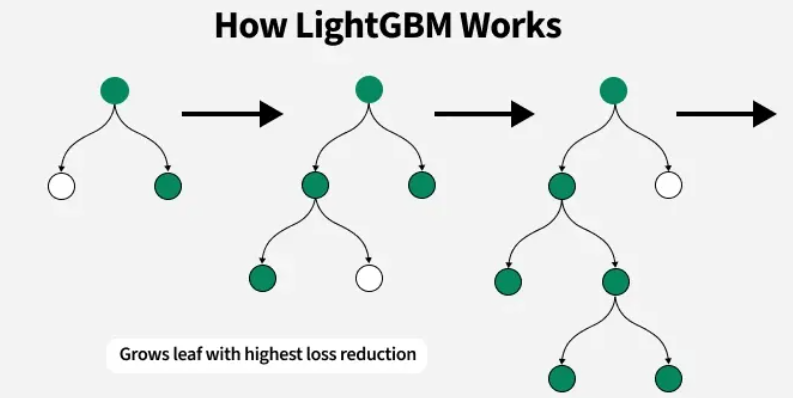 How LightGBM Works
Grows leaf with highest loss reduction